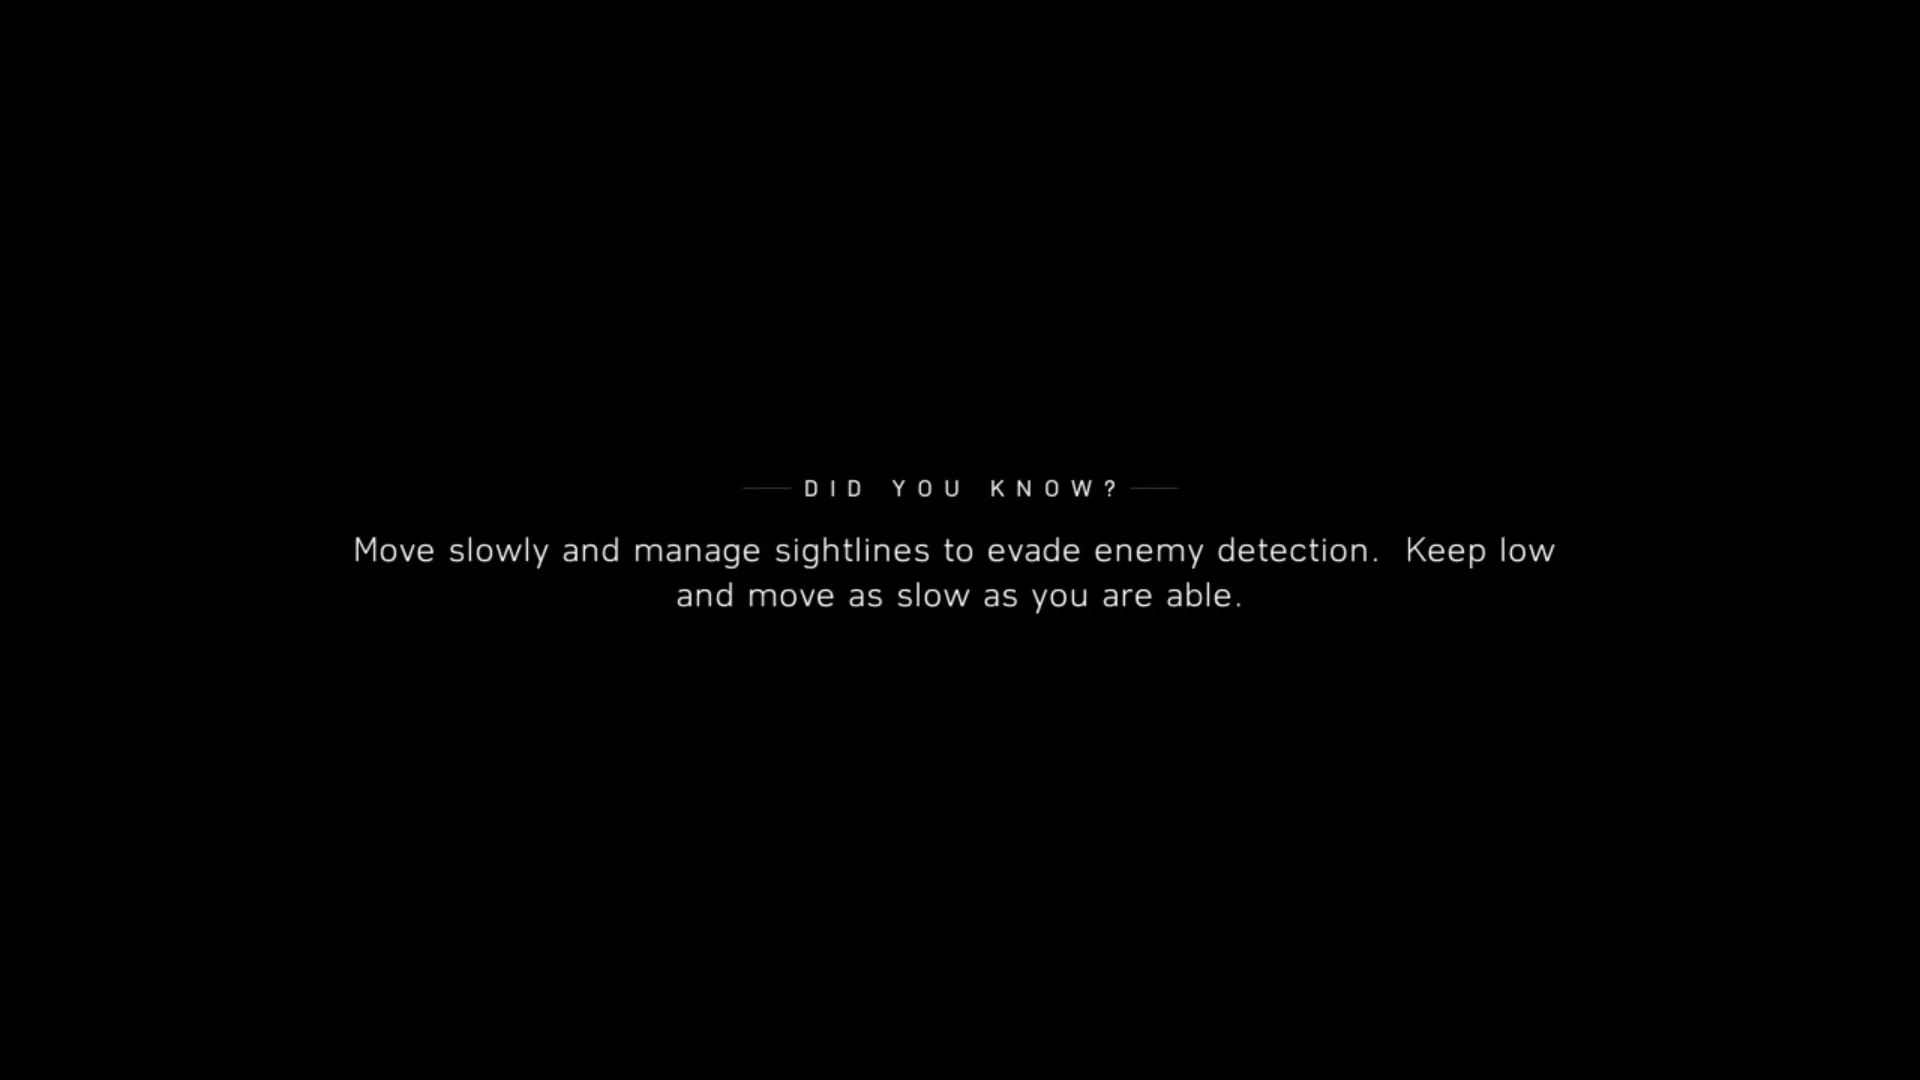 DID YOU KNOW?
Move slowly and manage sightlines to evade enemy detection.  Keep low
and move as slow as you are able.